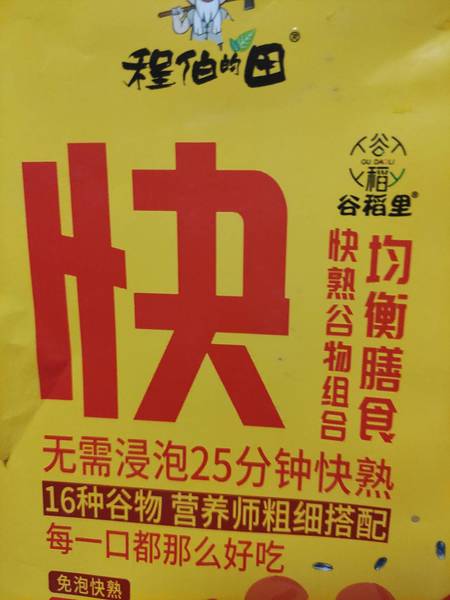 程伯的田®
谷
GU DAOLI
稻
谷稻里®
快
均衡膳食
快熟谷物组合
无需浸泡25分钟快熟
16种谷物 营养师粗细搭配
每一口都那么好吃
免泡快熟